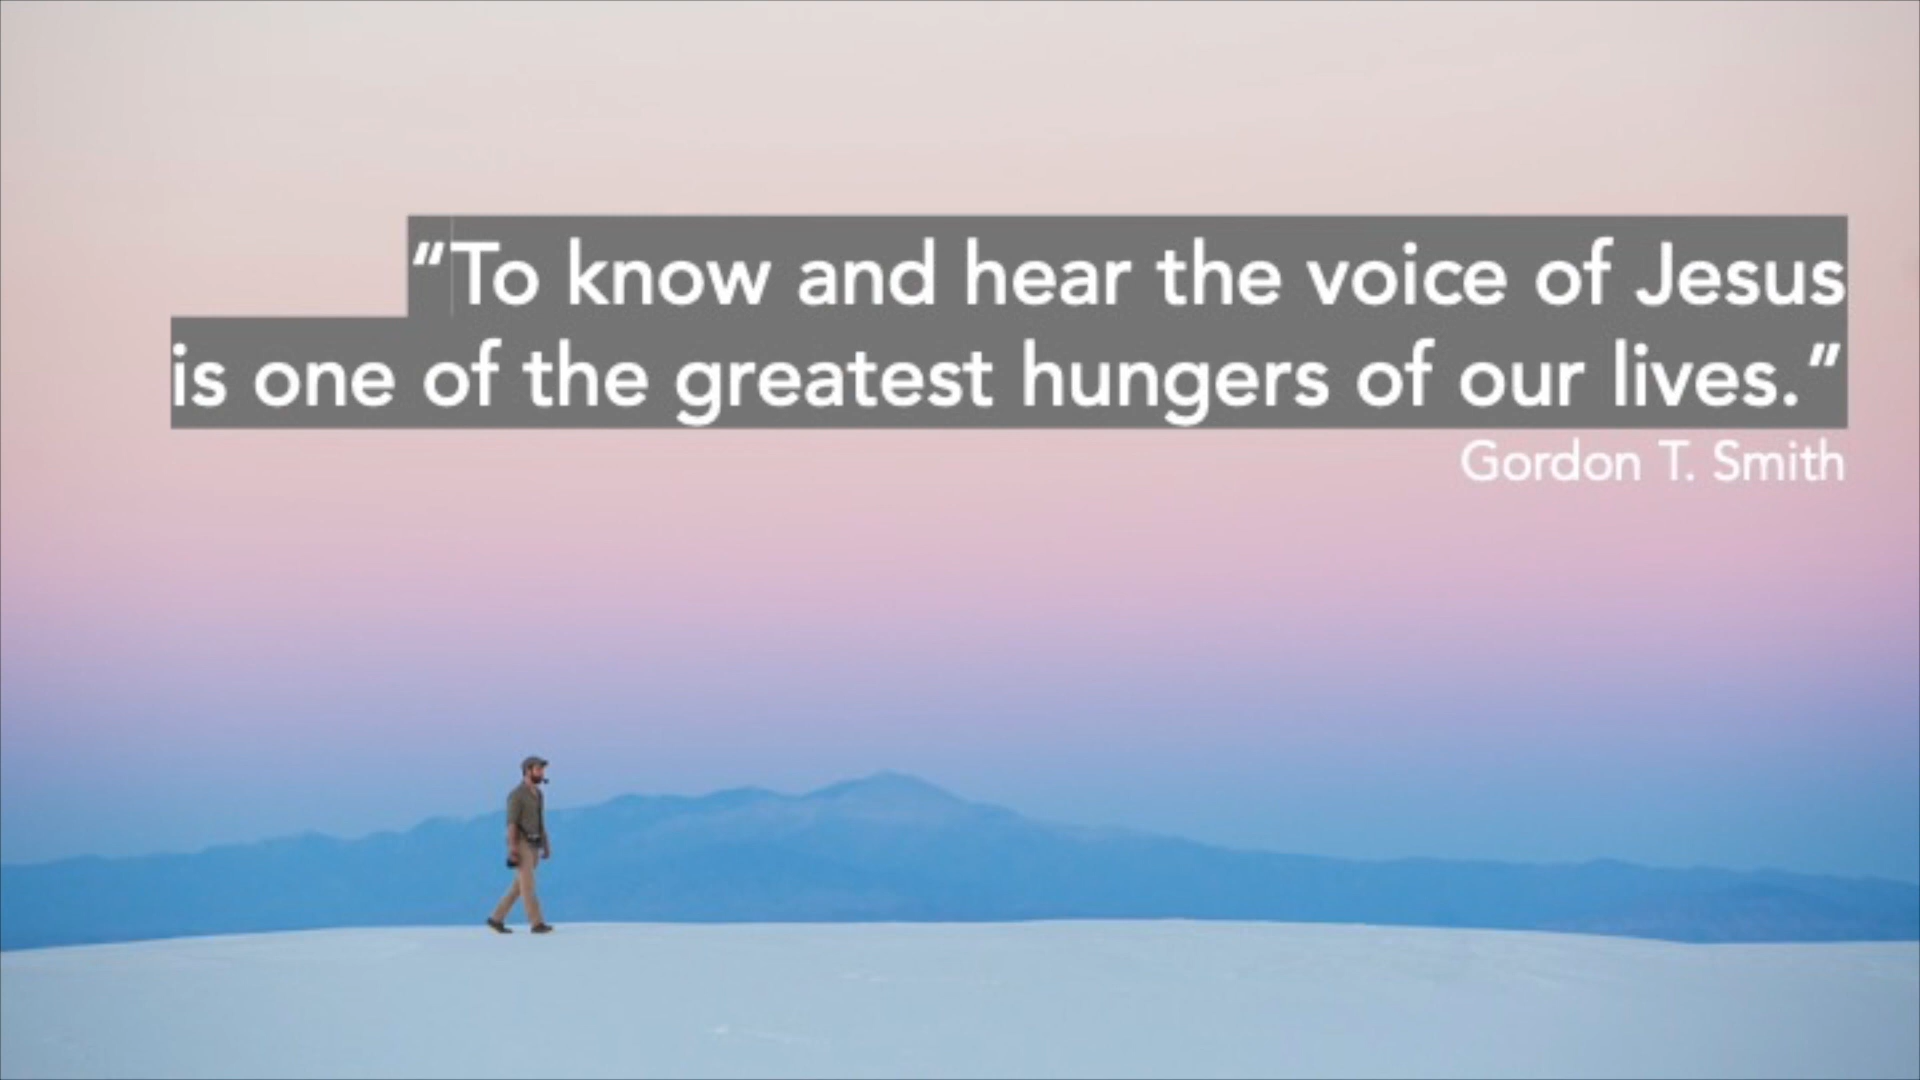 “To know and hear the voice of Jesus
is one of the greatest hungers of our lives.”
Gordon T. Smith